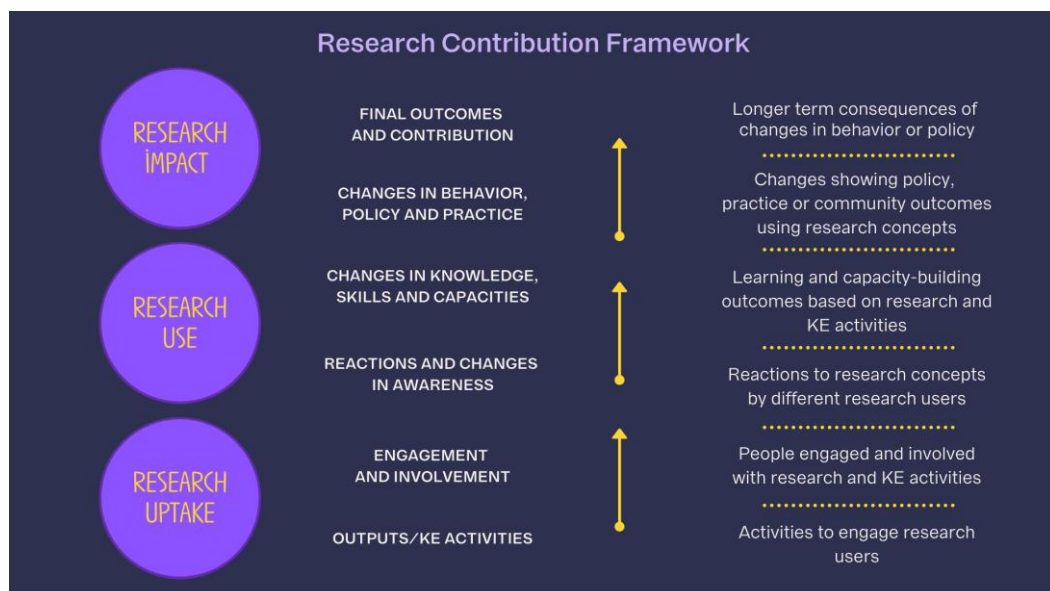 Research Contribution Framework
RESEARCH
IMPACT
FINAL OUTCOMES
AND CONTRIBUTION
Longer term consequences of
changes in behavior or policy
CHANGES IN BEHAVIOR,
POLICY AND PRACTICE
Changes showing policy,
practice or community outcomes
using research concepts
RESEARCH
USE
CHANGES IN KNOWLEDGE,
SKILLS AND CAPACITIES
Learning and capacity-building
outcomes based on research and
KE activities
REACTIONS AND CHANGES
IN AWARENESS
Reactions to research concepts
by different research users
RESEARCH
UPTAKE
ENGAGEMENT
AND INVOLVEMENT
People engaged and involved
with research and KE activities
OUTPUTS/KE ACTIVITIES
Activities to engage research
users